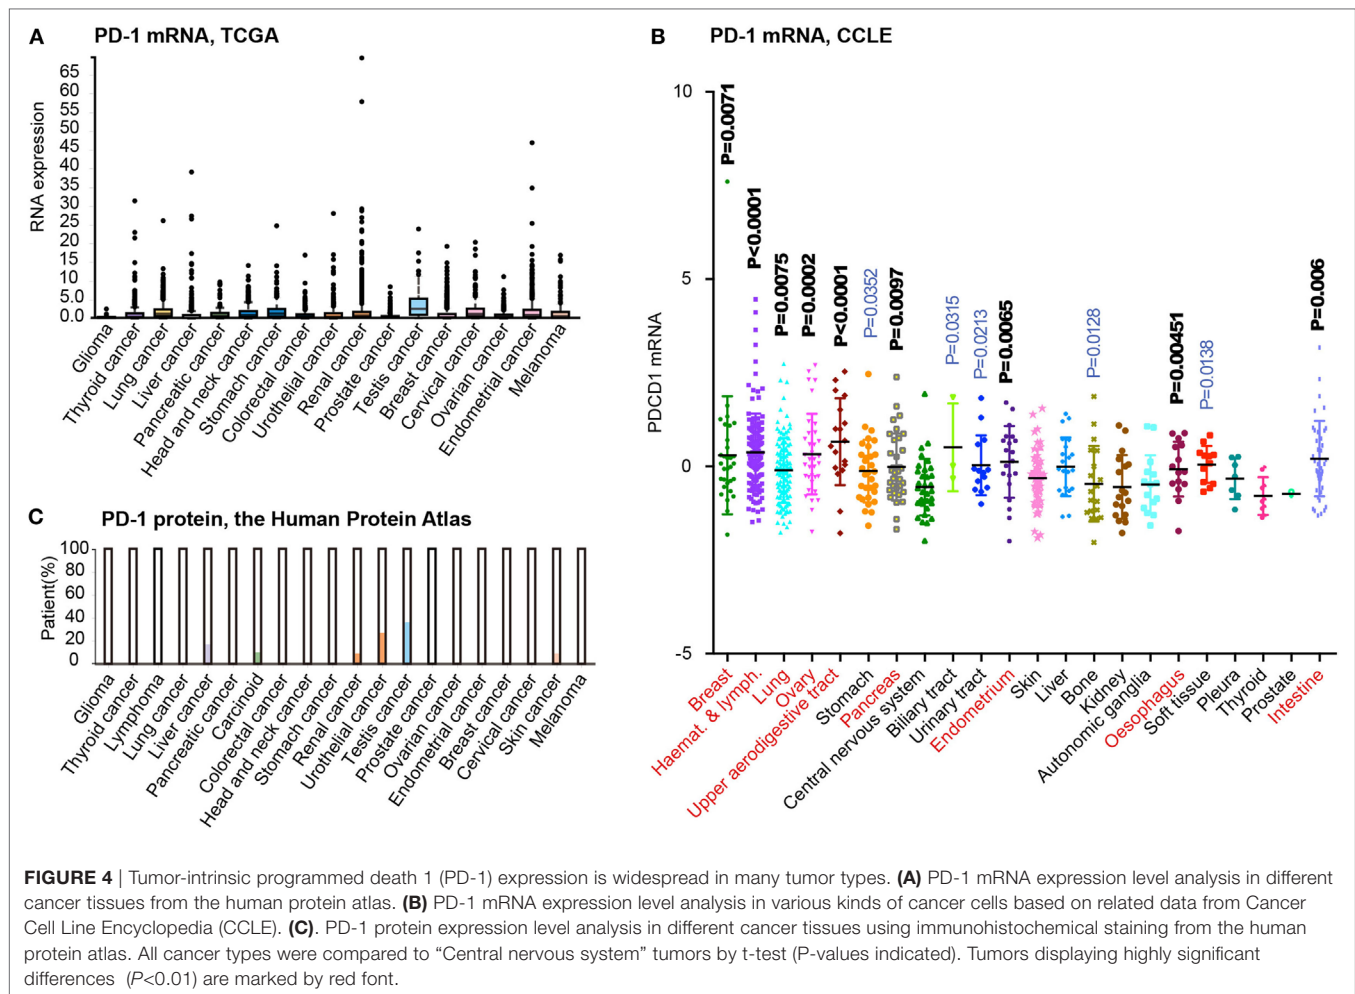 A PD-1 mRNA, TCGA
RNA expression
65
55
50
45
40
35
30
20
15
10
5.0
0.0
Glioma
Thyroid cancer
Lung cancer
Liver cancer
Pancreatic cancer
Head and neck cancer
Stomach cancer
Colorectal cancer
Urothelial cancer
Renal cancer
Prostate cancer
Testis cancer
Breast cancer
Cervical cancer
Ovarian cancer
Endometrial cancer
Melanoma
B PD-1 mRNA, CCLE
PDCD1 mRNA
10
5
0
-5
P=0.0071
P<0.0001
P=0.0075
P=0.0002
P<0.0001
P=0.0352
P=0.0097
P=0.0315
P=0.0213
P=0.0065
P=0.0128
P=0.00451
P=0.0138
P=0.006
Breast
Haemat. & lymph.
Lung
Ovary
Upper aerodigestive tract
Stomach
Pancreas
Central nervous system
Biliary tract
Urinary tract
Endometrium
Skin
Liver
Bone
Kidney
Autonomic ganglia
Oesophagus
Soft tissue
Pleura
Thyroid
Prostate
Intestine
C PD-1 protein, the Human Protein Atlas
Patient(%)
100
80
60
40
20
0
Glioma
Thyroid cancer
Lymphoma
Lung cancer
Liver cancer
Pancreatic cancer
Carcinoid
Colorectal cancer
Head and neck cancer
Stomach cancer
Renal cancer
Urothelial cancer
Testis cancer
Prostate cancer
Ovarian cancer
Endometrial cancer
Breast cancer
Cervical cancer
Skin cancer
Melanoma
FIGURE 4 | Tumor-intrinsic programmed death 1 (PD-1) expression is widespread in many tumor types. (A) PD-1 mRNA expression level analysis in different
cancer tissues from the human protein atlas. (B) PD-1 mRNA expression level analysis in various kinds of cancer cells based on related data from Cancer
Cell Line Encyclopedia (CCLE). (C). PD-1 protein expression level analysis in different cancer tissues using immunohistochemical staining from the human
protein atlas. All cancer types were compared to “Central nervous system” tumors by t-test (P-values indicated). Tumors displaying highly significant
differences (P<0.01) are marked by red font.